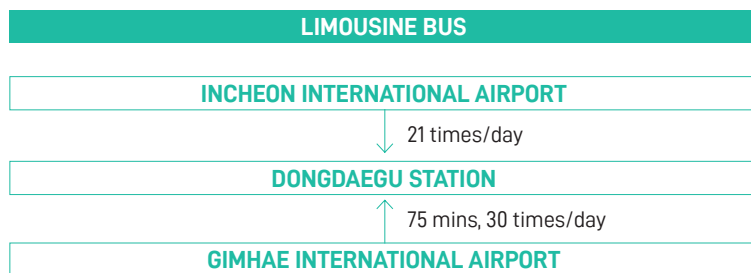 LIMOUSINE BUS
INCHEON INTERNATIONAL AIRPORT
21 times/day
DONGDAEGU STATION
75 mins, 30 times/day
GIMHAE INTERNATIONAL AIRPORT